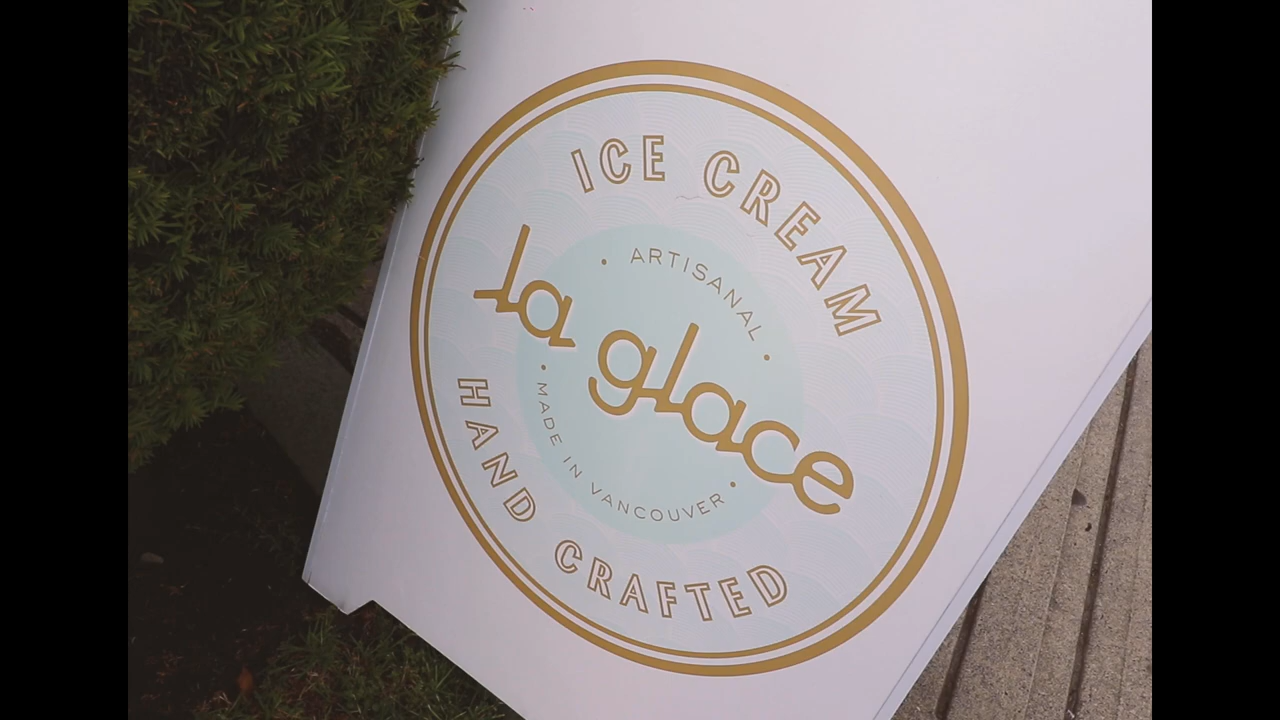 ICE CREAM
ARTISANAL
la glace
MADE IN VANCOUVER
HAND CRAFTED